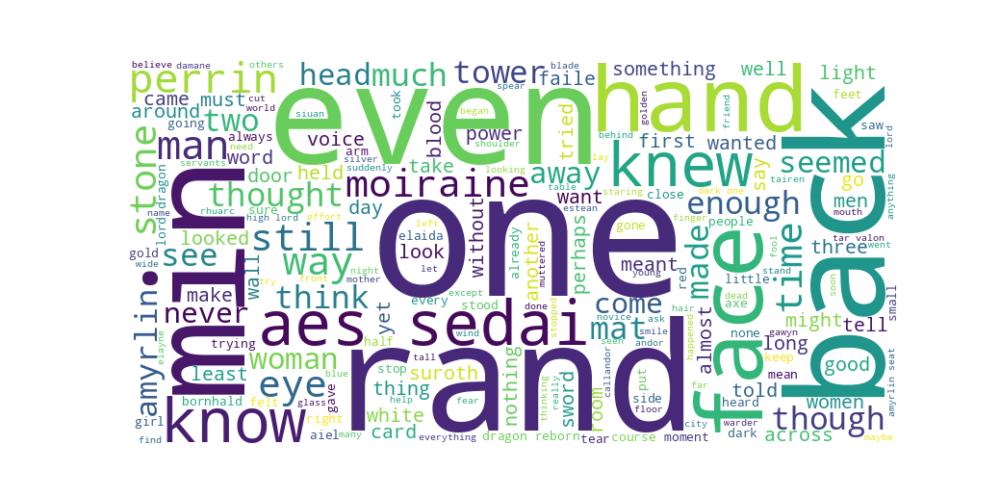 believe damane others
perrin head much tower blade faile something well light
came must cut world spear feet
around two even hand
going siuan took began golden friend saw lord
stone man always need voice blood power tried behind first wanted
word arm shoulder
servants door held silver suddenly take looking away lay knew say seemed
min thought moiraine table staring close dark one go back
name rhuarc sure day want estean enough men mouth anything
lord dragon high lord effort without finger people tairen
gold looked still left one gone face time three tar valon went
wide see wall way elaida look already another muttered perhaps meant made little fool stand
try front night let young red soon
mother
amyrlin make think every except done come dead axe small
never yet stood stopped hair might tell
aes sedai mat almost none gawyn
trying half wind novice ask happened long good
elayne woman tall seen smile andor keep
least blue rand stop suroth nothing callandor far mean
eye thing help thinking really sword room put side told women amyrlin seat
bornhald felt glass gave fear floor heard
girl know right white city warder though
find aiel many card everything dragon reborn tear course moment dark across maybe